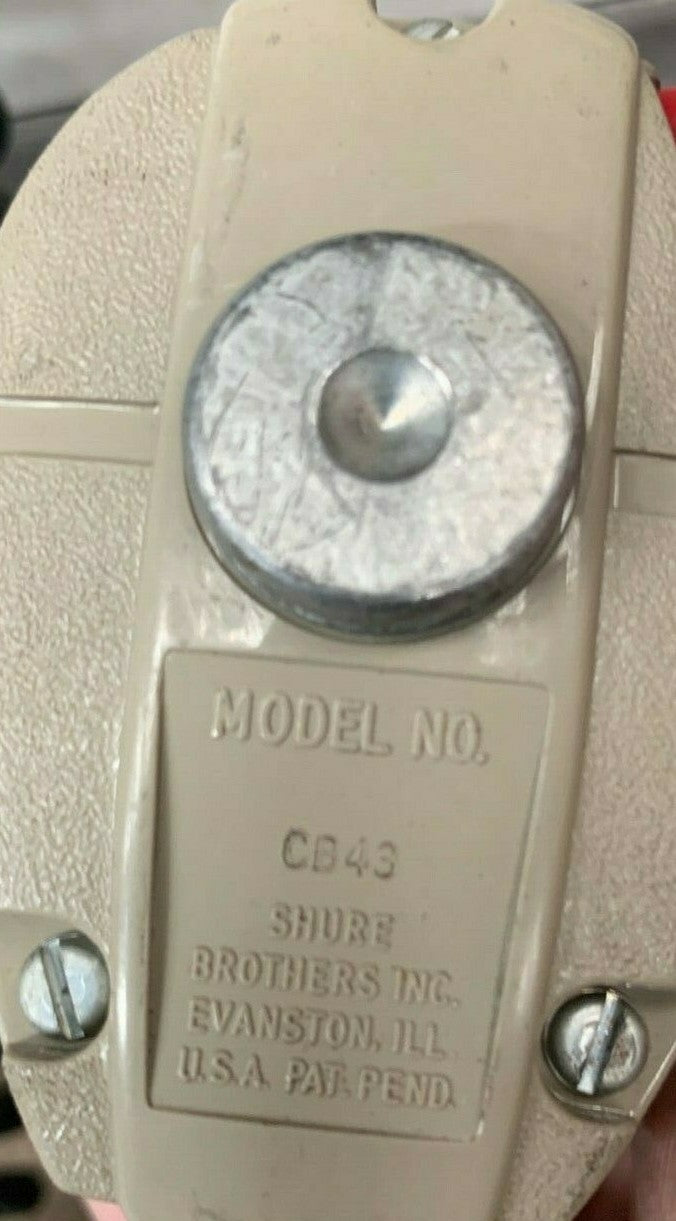 MODEL NO.
CB43
SHURE
BROTHERS INC.
EVANSTON, ILL
U.S.A. PAT. PEND.